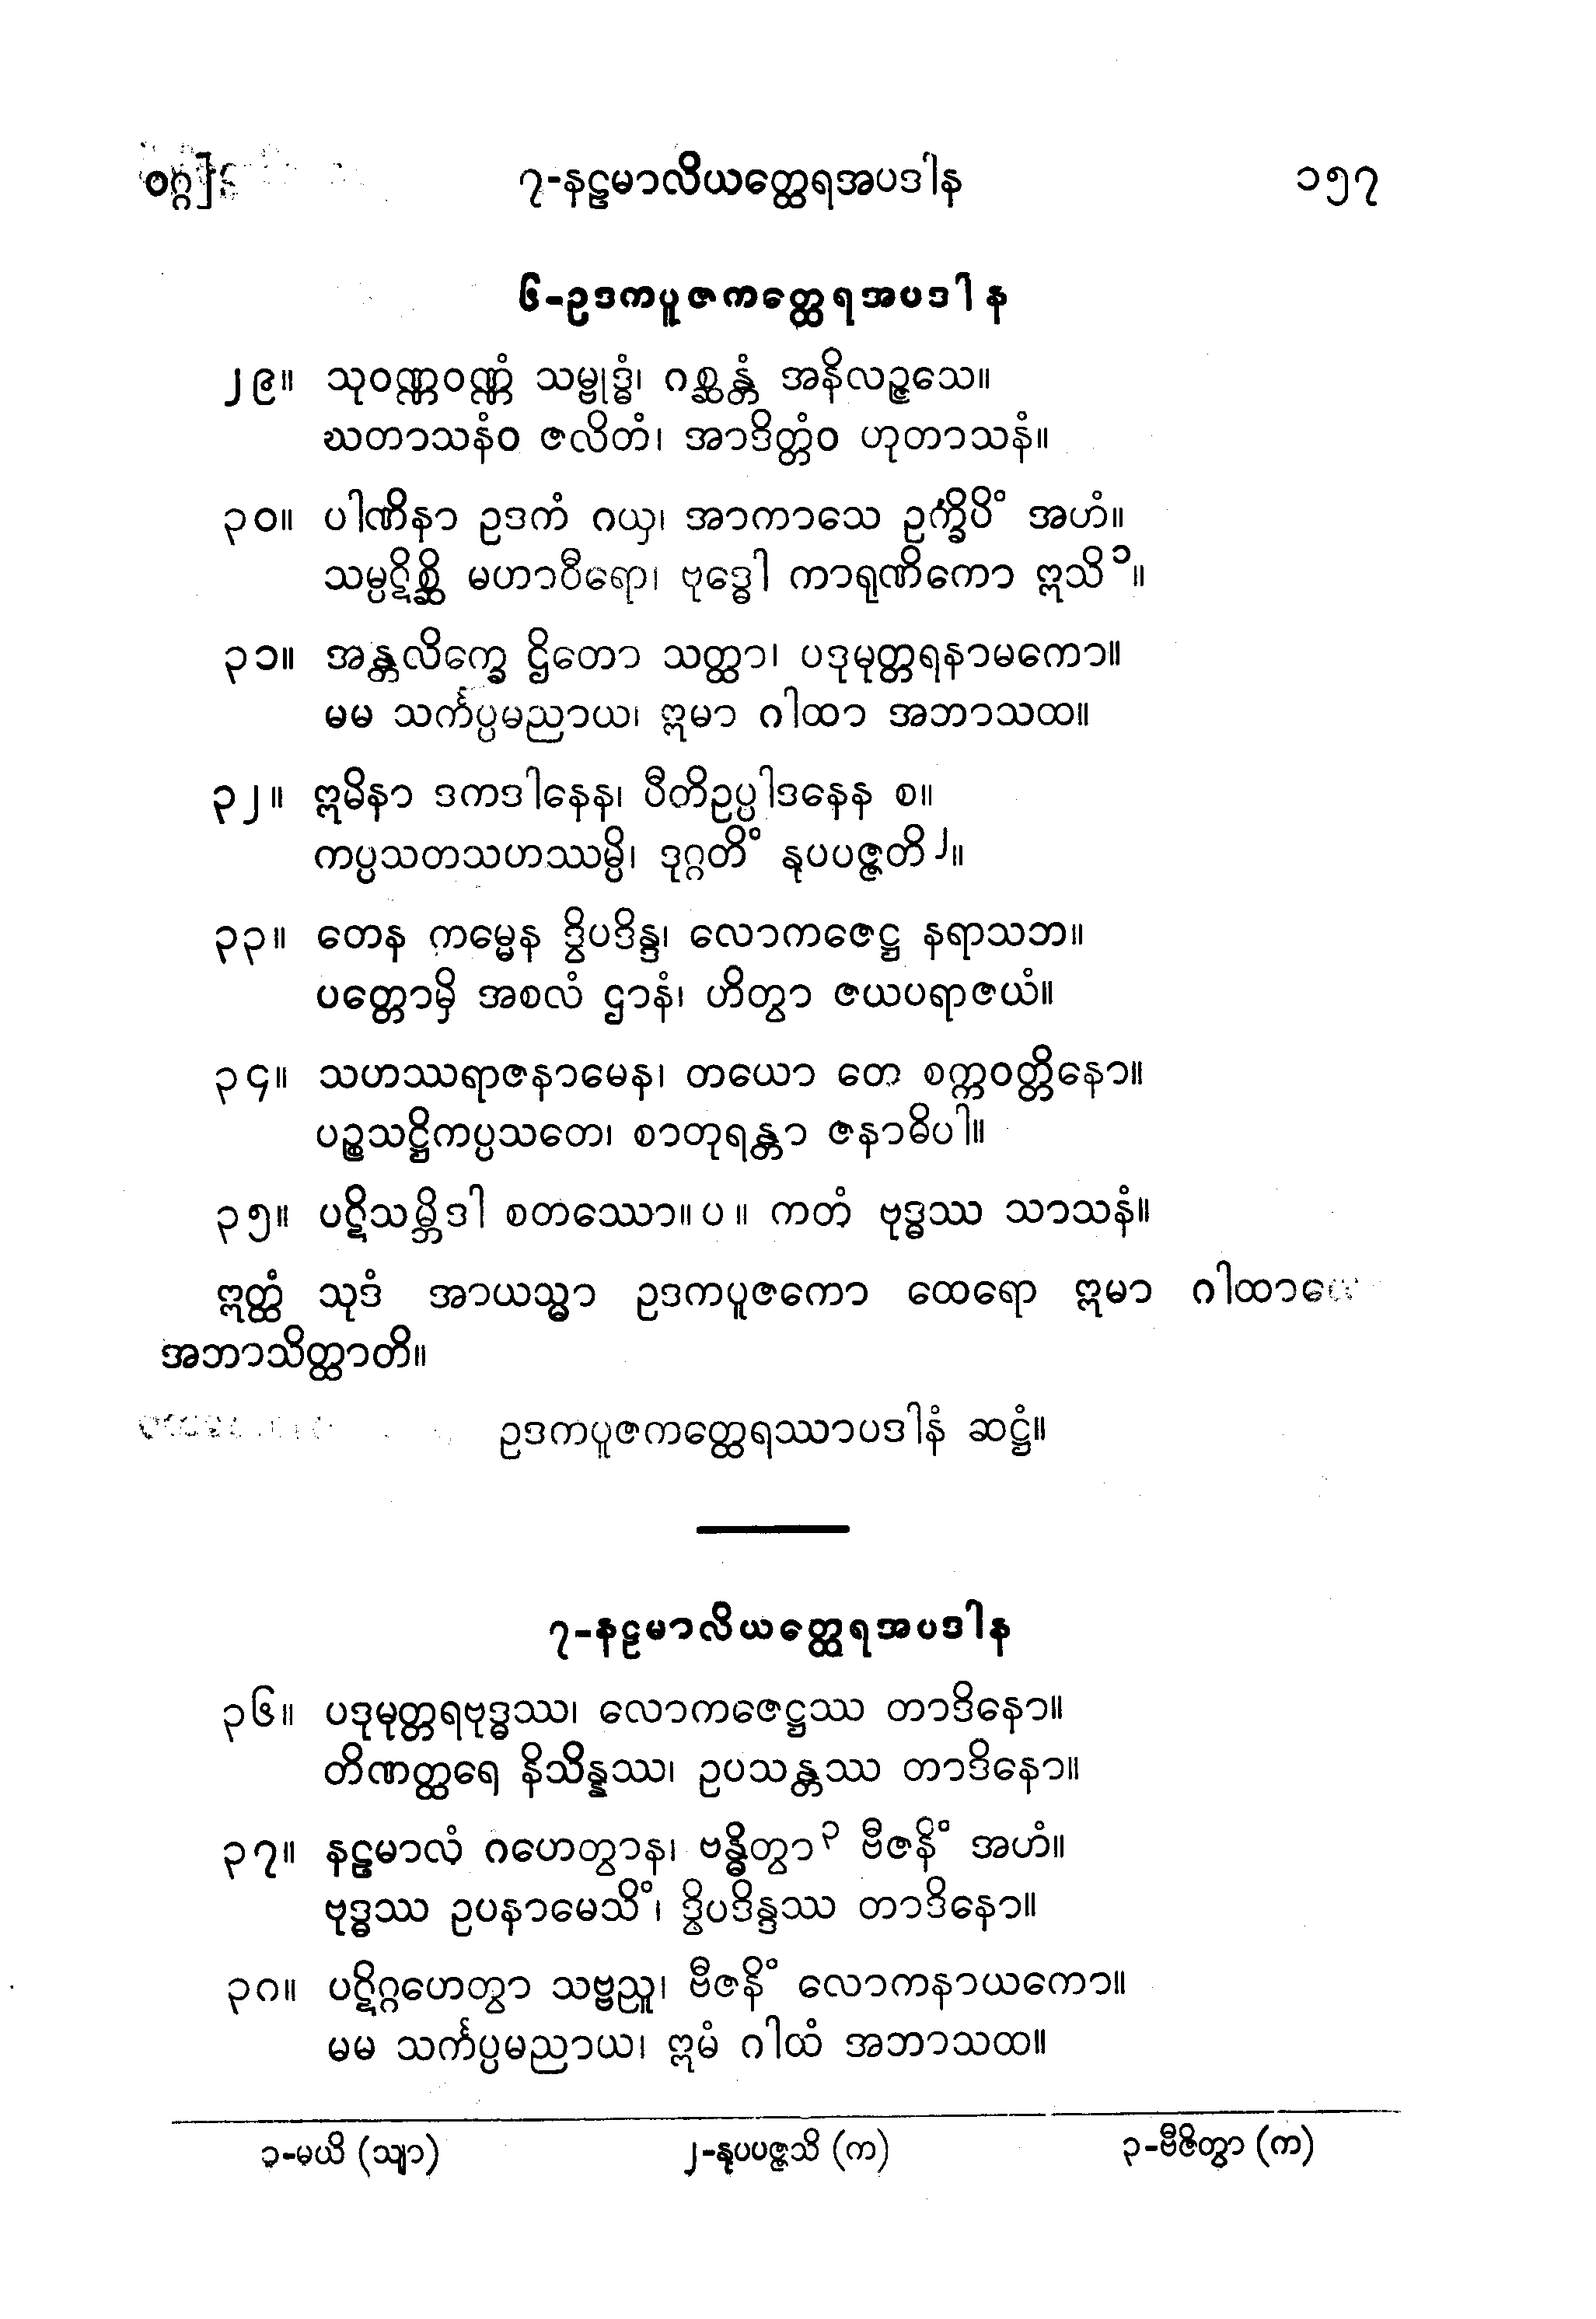 ဝဂ္ဂ] ၇-နဠမာလိယတ္ထေရအပဒါန ၁၅၇
၆-ဥဒကပူဇကတ္ထေရအပဒါန
၂၉။ သုဝဏ္ဏဝဏ္ဏံ သမ္ဗုဒ္ဓံ၊ ဂစ္ဆန္တံ အနိလဉ္ဇသေ။
ဃတာသနံဝ ဇလိတံ၊ အာဒိတ္တံဝ ဟုတာသနံ။
၃၀။ ပါဏိနာ ဥဒကံ ဂယှ၊ အာကာသေ ဥက္ခိပိံ အဟံ။
သမ္ပဋိစ္ဆိ မဟာဝီရော၊ ဗုဒ္ဓေါ ကာရုဏိကော ဣသိ ၁။
၃၁။ အန္တလိက္ခေ ဌိတော သတ္ထာ၊ ပဒုမုတ္တရနာမကော။
မမ သင်္ကပ္ပမညာယ၊ ဣမာ ဂါထာ အဘာသထ။
၃၂။ ဣမိနာ ဒကဒါနေန၊ ပီတိဥပ္ပါဒနေန စ။
ကပ္ပသတသဟဿမ္ပိ၊ ဒုဂ္ဂတိံ နုပပဇ္ဇတိ ၂။
၃၃။ တေန ကမ္မေန ဒွိပဒိန္ဒ၊ လောကဇေဋ္ဌ နရာသဘ။
ပတ္တောမှိ အစလံ ဌာနံ၊ ဟိတွာ ဇယပရာဇယံ။
၃၄။ သဟဿရာဇနာမေန၊ တယော တေ စက္ကဝတ္တိနော။
ပဉ္စသဋ္ဌိကပ္ပသတေ၊ စာတုရန္တာ ဇနာဓိပါ။
၃၅။ ပဋိသမ္ဘိဒါ စတဿော။ ပ ။ ကတံ ဗုဒ္ဓဿ သာသနံ။
ဣတ္ထံ သုဒံ အာယသ္မာ ဥဒကပူဇကော ထေရော ဣမာ ဂါထာယော
အဘာသိတ္ထာတိ။
ဥဒကပူဇကတ္ထေရဿာပဒါနံ ဆဋ္ဌံ။
၇-နဠမာလိယတ္ထေရအပဒါန
၃၆။ ပဒုမုတ္တရဗုဒ္ဓဿ၊ လောကဇေဋ္ဌဿ တာဒိနော။
တိဏတ္ထရေ နိသိန္နဿ၊ ဥပသန္တဿ တာဒိနော။
၃၇။ နဠမာလံ ဂဟေတွာန၊ ဗန္ဓိတွာ ၃ ဗီဇနိံ အဟံ။
ဗုဒ္ဓဿ ဥပနာမေသိံ၊ ဒွိပဒိန္ဒဿ တာဒိနော။
၃၈။ ပဋိဂ္ဂဟေတွာ သဗ္ဗညူ၊ ဗီဇနိံ လောကနာယကော။
မမ သင်္ကပ္ပမညာယ၊ ဣမံ ဂါထံ အဘာသထ။
၁-မယိ (သျာ) ၂-နုပပဇ္ဇသိ (က) ၃-ဗီဇိတွာ (က)